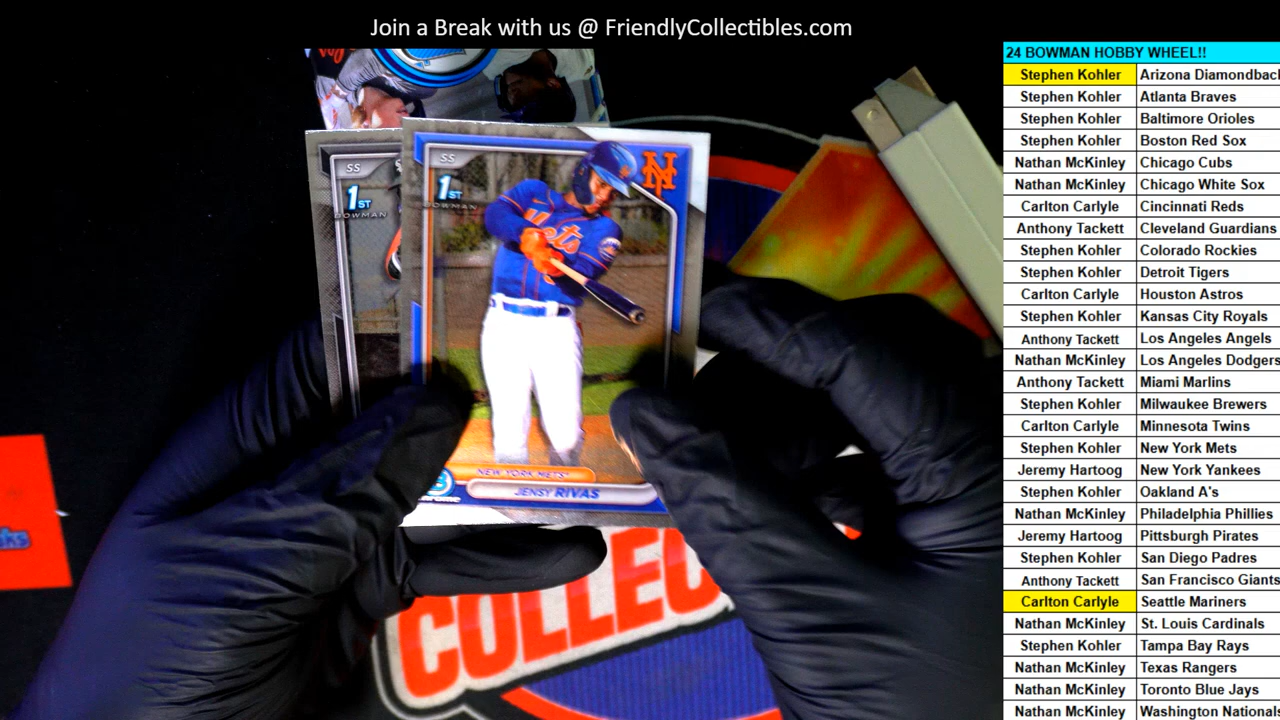 Join a Break with us @ FriendlyCollectibles.com
24 BOWMAN HOBBY WHEEL!!
Stephen Kohler Arizona Diamondbac
Stephen Kohler Atlanta Braves
Stephen Kohler Baltimore Orioles
Stephen Kohler Boston Red Sox
Nathan McKinley Chicago Cubs
Nathan McKinley Chicago White Sox
Carlton Carlyle Cincinnati Reds
Anthony Tackett Cleveland Guardians
Stephen Kohler Colorado Rockies
Stephen Kohler Detroit Tigers
Carlton Carlyle Houston Astros
Stephen Kohler Kansas City Royals
Anthony Tackett Los Angeles Angels
Nathan McKinley Los Angeles Dodgers
Anthony Tackett Miami Marlins
Stephen Kohler Milwaukee Brewers
Carlton Carlyle Minnesota Twins
Stephen Kohler New York Mets
Jeremy Hartoog New York Yankees
Stephen Kohler Oakland A's
Nathan McKinley Philadelphia Phillies
Jeremy Hartoog Pittsburgh Pirates
Stephen Kohler San Diego Padres
Anthony Tackett San Francisco Giants
Carlton Carlyle Seattle Mariners
Nathan McKinley St. Louis Cardinals
Stephen Kohler Tampa Bay Rays
Nathan McKinley Texas Rangers
Nathan McKinley Toronto Blue Jays
Nathan McKinley Washington Nationals
SS
1ST
BOWMAN
SS
1ST
BOWMAN
NY
Mets
NEW YORK METS
JENSY RIVAS
B
chrome
COLLEC